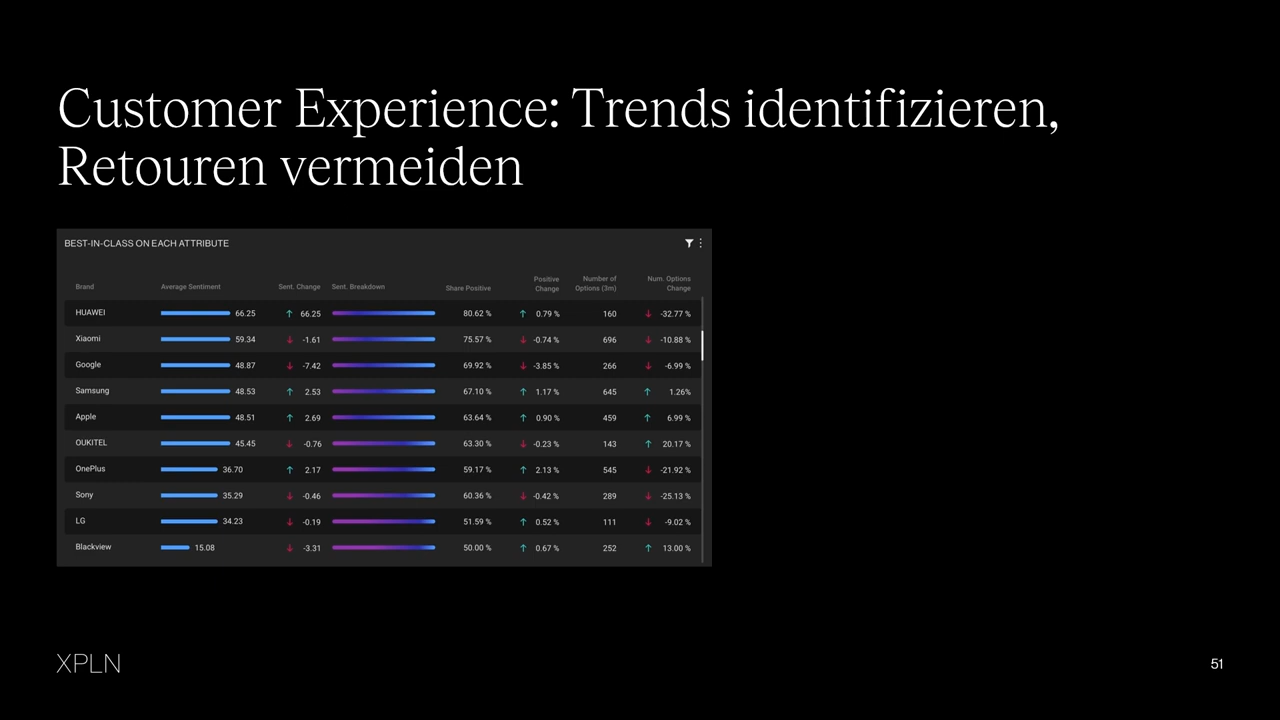 Customer Experience: Trends identifizieren,
Retouren vermeiden
BEST-IN-CLASS ON EACH ATTRIBUTE
Brand Average Sentiment Sent. Change Sent. Breakdown Share Positive Positive Change Number of Options (3m) Num. Options Change
HUAWEI 66.25 ↑ 66.25 80.62 % ↑ 0.79 % 160 ↓ -32.77 %
Xiaomi 59.34 ↓ -1.61 75.57 % ↓ -0.74 % 696 ↓ -10.88 %
Google 48.87 ↓ -7.42 69.92 % ↓ -3.85 % 266 ↓ -6.99 %
Samsung 48.53 ↑ 2.53 67.10 % ↑ 1.17 % 645 ↑ 1.26%
Apple 48.51 ↑ 2.69 63.64 % ↑ 0.90 % 459 ↑ 6.99 %
OUKITEL 45.45 ↓ -0.76 63.30 % ↓ -0.23 % 143 ↑ 20.17 %
OnePlus 36.70 ↑ 2.17 59.17 % ↑ 2.13 % 545 ↓ -21.92 %
Sony 35.29 ↓ -0.46 60.36 % ↓ -0.42 % 289 ↓ -25.13 %
LG 34.23 ↓ -0.19 51.59 % ↑ 0.52 % 111 ↓ -9.02 %
Blackview 15.08 ↓ -3.31 50.00 % ↑ 0.67 % 252 ↑ 13.00 %
XPLN
51